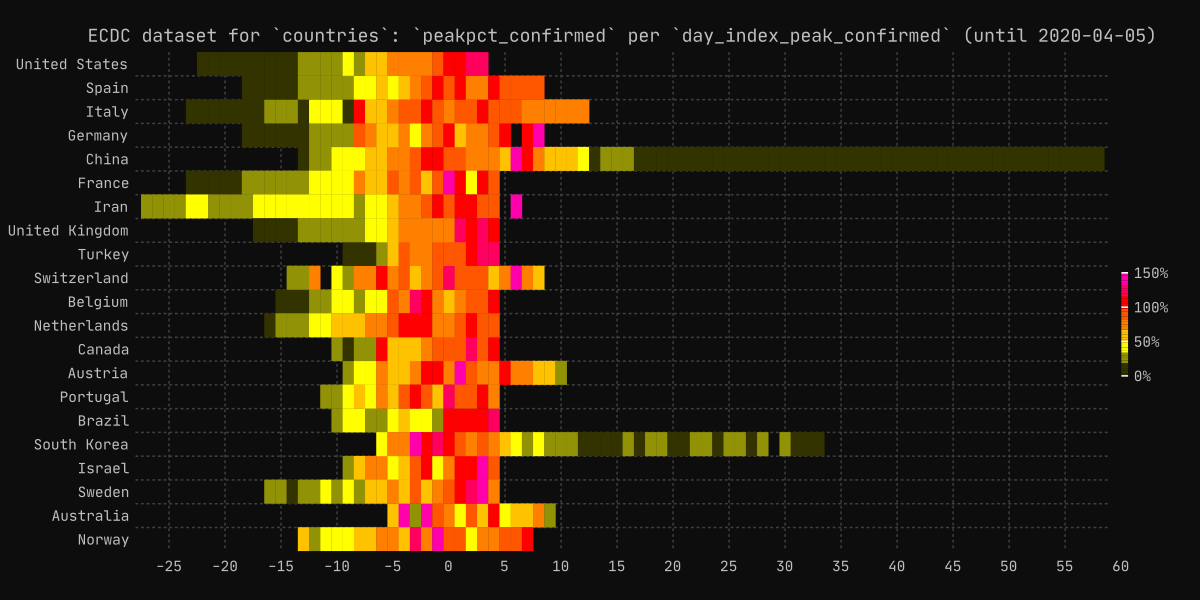 ECDC dataset for `countries`: `peakpct_confirmed` per `day_index_peak_confirmed` (until 2020-04-05)
United States
Spain
Italy
Germany
China
France
Iran
United Kingdom
Turkey
Switzerland
Belgium
Netherlands
Canada
Austria
Portugal
Brazil
South Korea
Israel
Sweden
Australia
Norway
150%
100%
50%
0%
-25 -20 -15 -10 -5 0 5 10 15 20 25 30 35 40 45 50 55 60